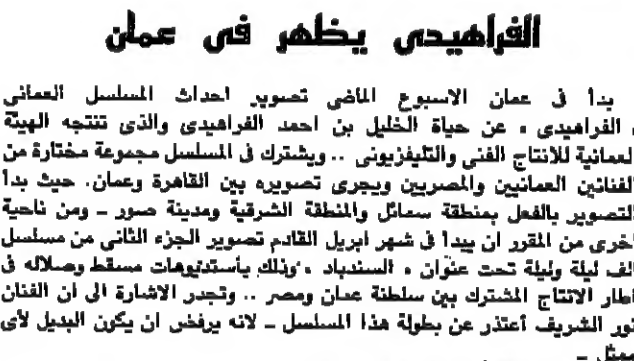 الفراهيدى يظهر فى عمان
بدأ فى عمان الاسبوع الماضى تصوير احداث المسلسل العمانى
« الفراهيدى » عن حياة الخليل بن احمد الفراهيدى والذى تنتجه الهيئة
العمانية للانتاج الفنى والتليفزيونى .. ويشترك فى المسلسل مجموعة مختارة من
الفنانين العمانيين والمصريين ويجرى تصويره بين القاهرة وعمان. حيث بدأ
التصوير بالفعل بمنطقة سمائل والمنطقة الشرقية ومدينة صور ـ ومن ناحية
اخرى من المقرر ان يبدأ فى شهر ابريل القادم تصوير الجزء الثانى من مسلسل
الف ليلة وليلة تحت عنوان « السندباد » وذلك بأستديوهات مسقط وصلاله فى
اطار الانتاج المشترك بين سلطنة عمان ومصر .. وتجدر الاشارة الى ان الفنان
نور الشريف أعتذر عن بطولة هذا المسلسل ـ لانه يرفض ان يكون البديل لأى
ممثل ـ